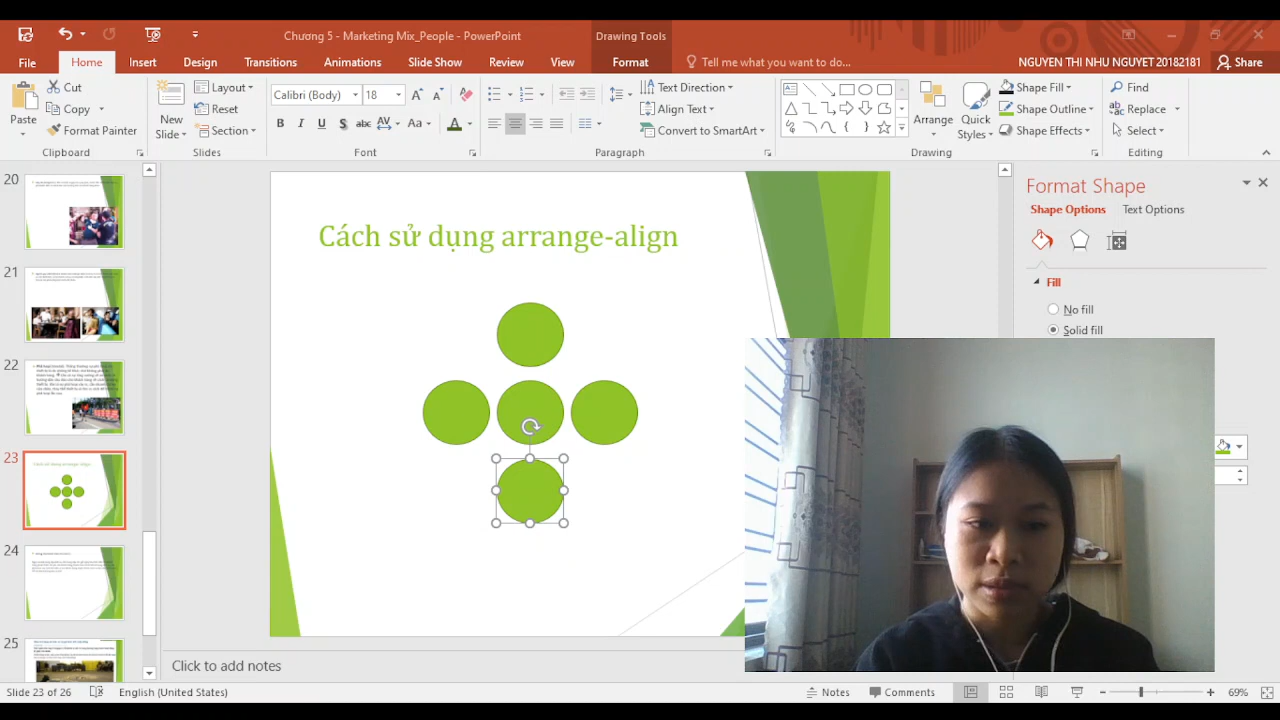 Chương 5 - Marketing Mix_People - PowerPoint
Drawing Tools
File Home Insert Design Transitions Animations Slide Show Review View Format Tell me what you want to do... NGUYEN THI NHU NGUYET 20182181 Share
Paste
Cut
Copy
Format Painter
Clipboard
New Slide
Layout
Reset
Section
Slides
Calibri (Body) 18
B I U S abc AV Aa A
Font
Text Direction
Align Text
Convert to SmartArt
Paragraph
Arrange
Quick Styles
Shape Fill
Shape Outline
Shape Effects
Drawing
Find
Replace
Select
Editing
20
21
22
23
24
25
Cách sử dụng arrange-align
Format Shape
Shape Options Text Options
Fill
No fill
Solid fill
Click to add notes
Slide 23 of 26 English (United States) Notes Comments 69%